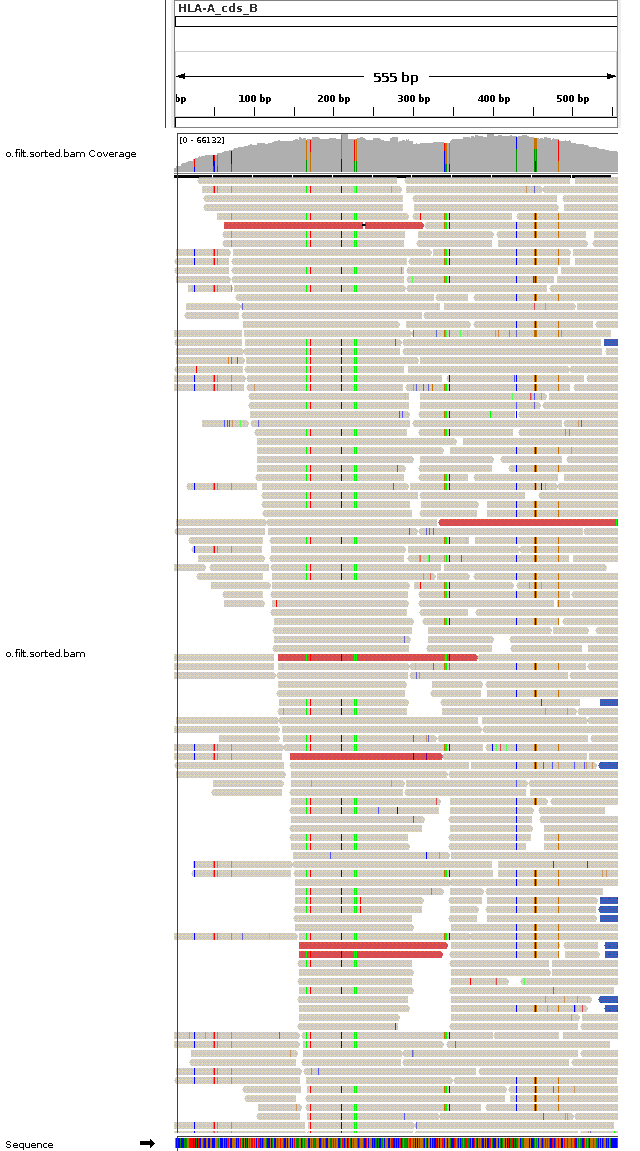 HLA-A_cds_B
555 bp
bp 100 bp 200 bp 300 bp 400 bp 500 bp
[0 - 66132]
o.filt.sorted.bam Coverage
o.filt.sorted.bam
Sequence